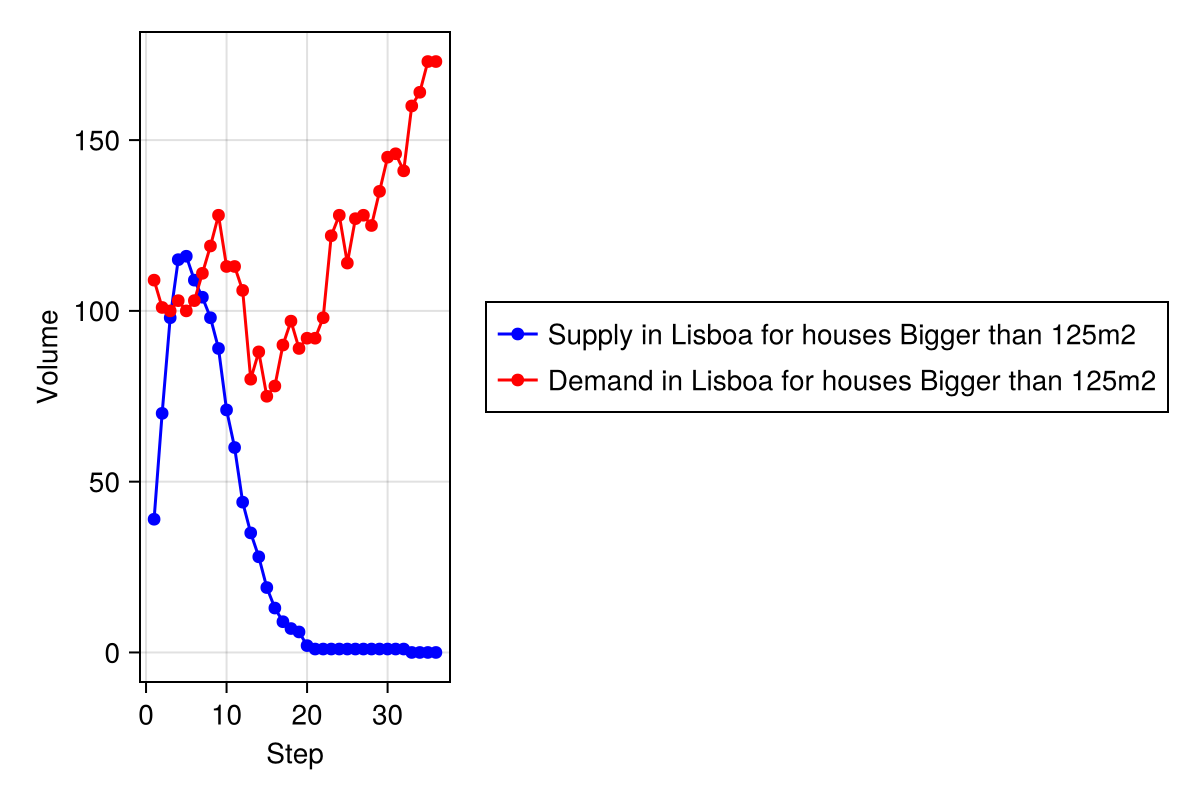 150
100
50
0
Volume
0 10 20 30
Step
Supply in Lisboa for houses Bigger than 125m2
Demand in Lisboa for houses Bigger than 125m2